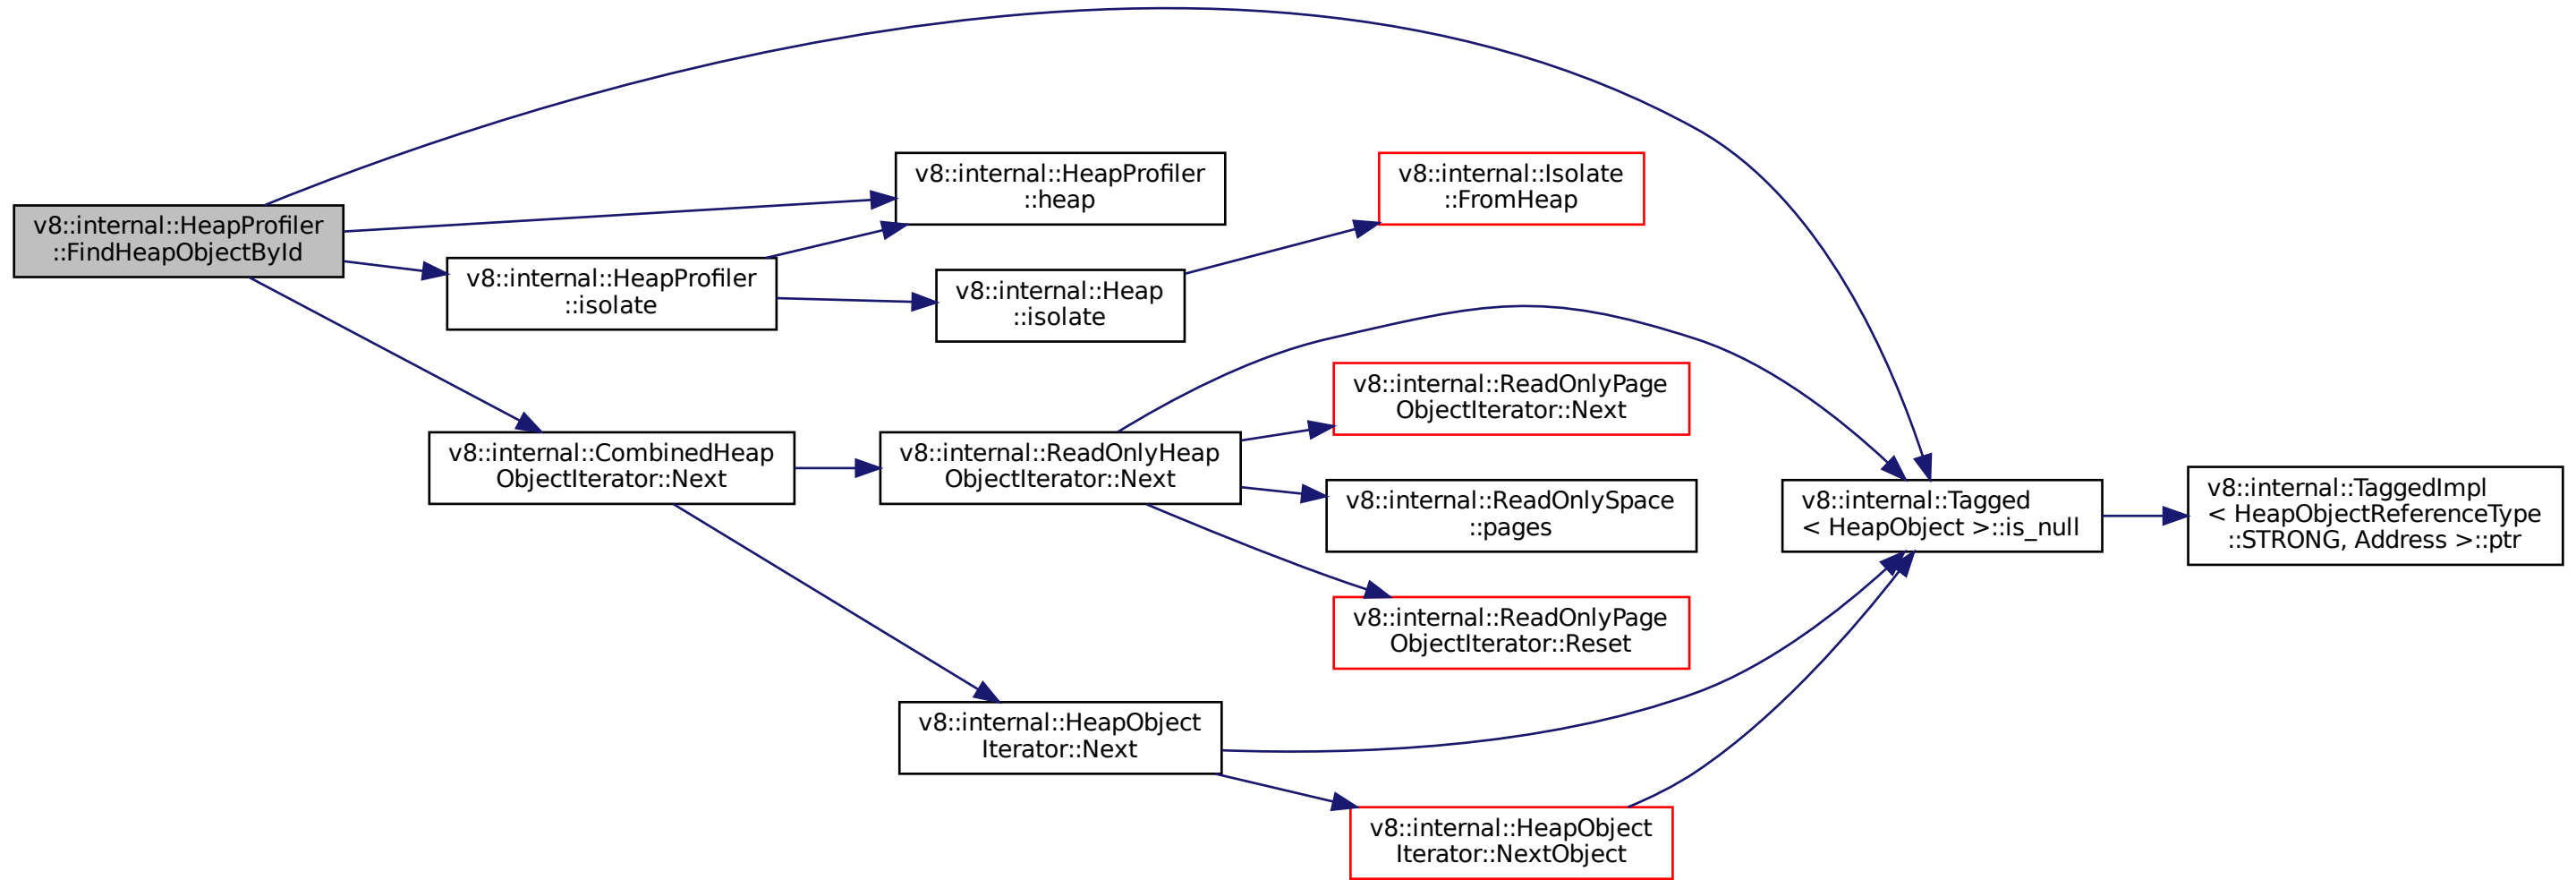 v8::internal::HeapProfiler
::FindHeapObjectById
v8::internal::HeapProfiler
::heap
v8::internal::HeapProfiler
::isolate
v8::internal::Heap
::isolate
v8::internal::Isolate
::FromHeap
v8::internal::CombinedHeap
ObjectIterator::Next
v8::internal::ReadOnlyHeap
ObjectIterator::Next
v8::internal::ReadOnlyPage
ObjectIterator::Next
v8::internal::ReadOnlySpace
::pages
v8::internal::ReadOnlyPage
ObjectIterator::Reset
v8::internal::Tagged
< HeapObject >::is_null
v8::internal::TaggedImpl
< HeapObjectReferenceType
::STRONG, Address >::ptr
v8::internal::HeapObject
Iterator::Next
v8::internal::HeapObject
Iterator::NextObject